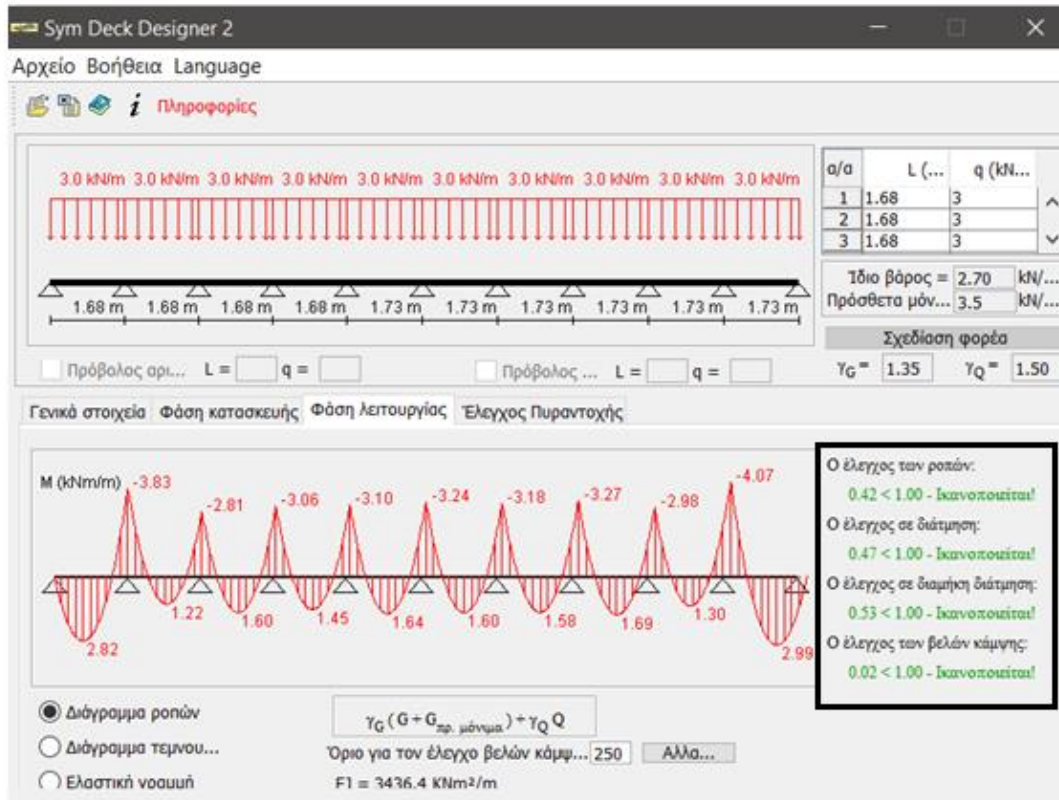 Sym Deck Designer 2
Αρχείο Βοήθεια Language
i Πληροφορίες
3.0 kN/m 3.0 kN/m 3.0 kN/m 3.0 kN/m 3.0 kN/m 3.0 kN/m 3.0 kN/m 3.0 kN/m 3.0 kN/m 3.0 kN/m
1.68 m 1.68 m 1.68 m 1.68 m 1.73 m 1.73 m 1.73 m 1.73 m 1.73 m 1.73 m
α/α L (... q (kN...
1 1.68 3
2 1.68 3
3 1.68 3
Ίδιο βάρος = 2.70 kN/...
Πρόσθετα μόν... 3.5 kN/...
Σχεδίαση φορέα
Πρόβολος αρι... L = q =
Πρόβολος ... L = q =
γG = 1.35 γQ = 1.50
Γενικά στοιχεία Φάση κατασκευής Φάση λειτουργίας Έλεγχος Πυραντοχής
M (kNm/m)
-3.83 -2.81 -3.06 -3.10 -3.24 -3.18 -3.27 -2.98 -4.07
2.82 1.22 1.60 1.45 1.64 1.60 1.58 1.69 1.30 2.99
Ο έλεγχος των ροπών:
0.42 < 1.00 - Ικανοποιείται!
Ο έλεγχος σε διάτμηση:
0.47 < 1.00 - Ικανοποιείται!
Ο έλεγχος σε διαμήκη διάτμηση:
0.53 < 1.00 - Ικανοποιείται!
Ο έλεγχος των βελών κάμψης:
0.02 < 1.00 - Ικανοποιείται!
Διάγραμμα ροπών
γG(G+Gπρ. μόνιμα)+γQ Q
Διάγραμμα τεμνου...
Όριο για τον έλεγχο βελών κάμψ... 250 Αλλα...
Ελαστική γραμμή
EJ = 3436.4 KNm²/m